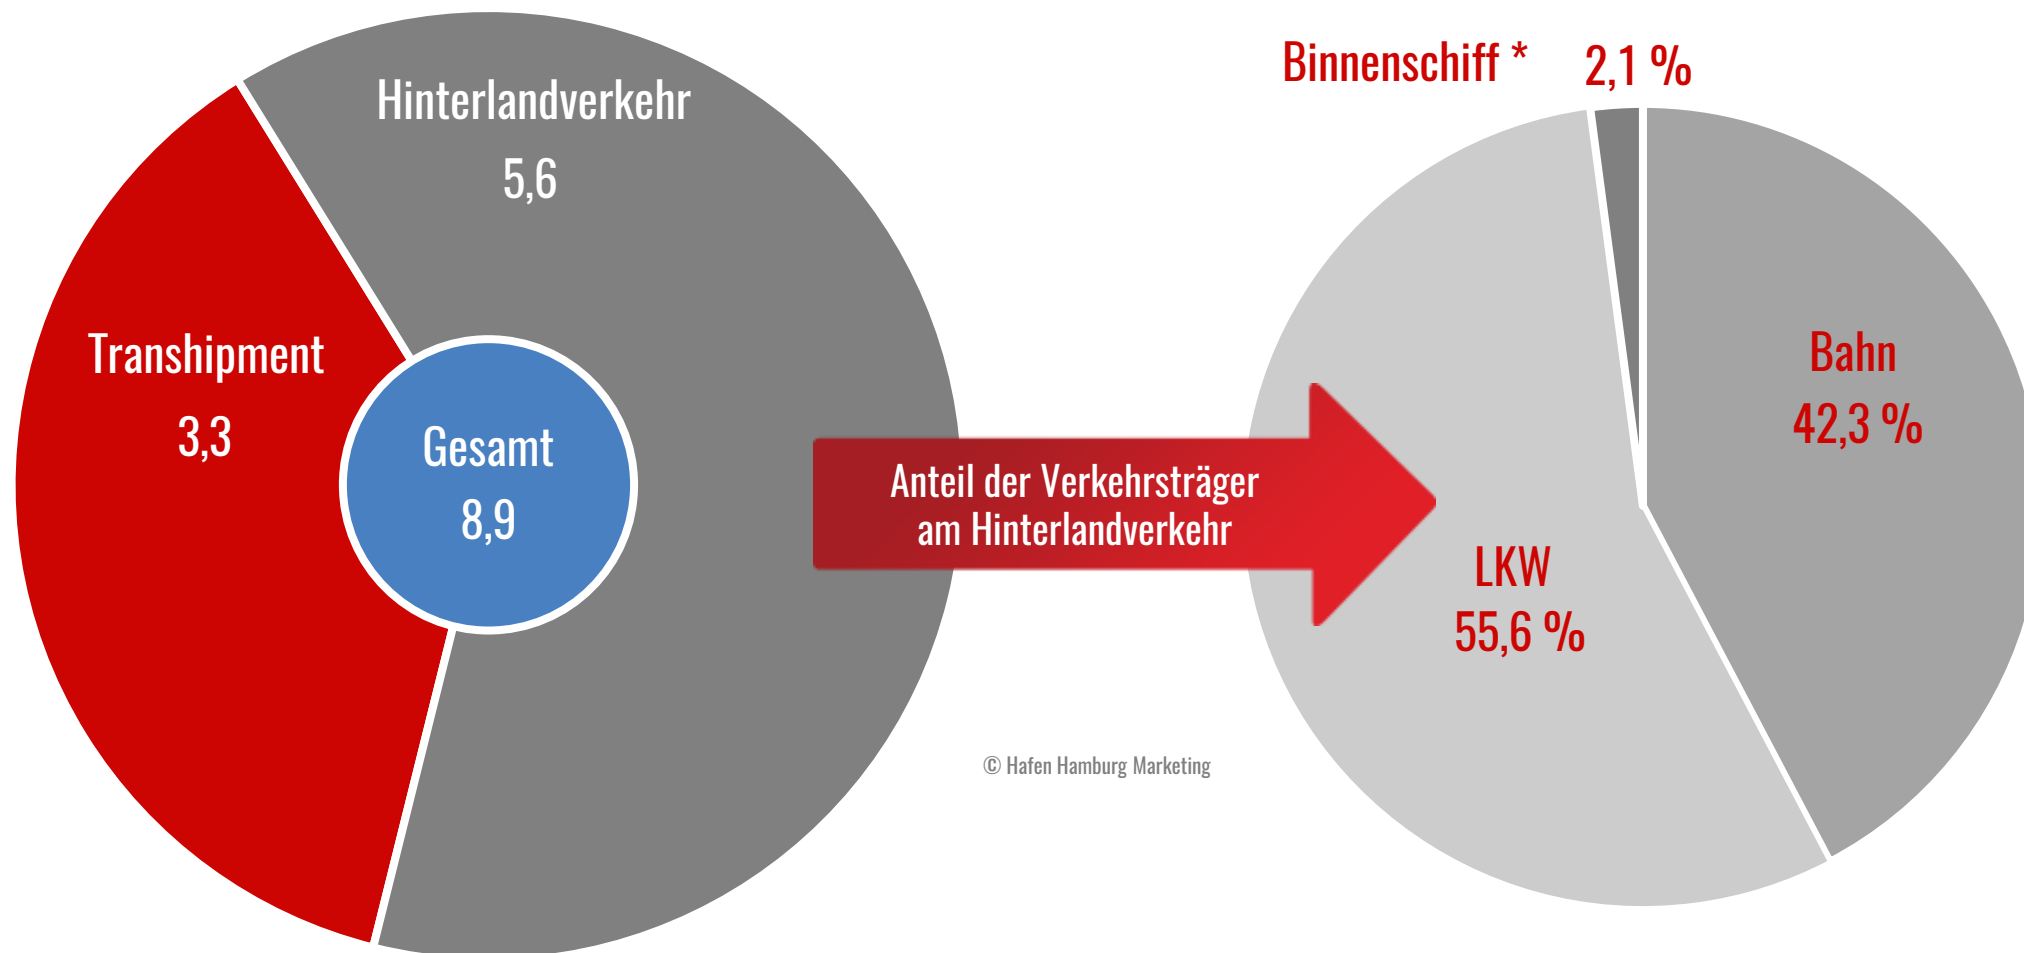 Hinterlandverkehr
5,6
Transhipment
3,3
Gesamt
8,9
Anteil der Verkehrsträger
am Hinterlandverkehr
Binnenschiff * 2,1 %
Bahn
42,3 %
LKW
55,6 %
© Hafen Hamburg Marketing